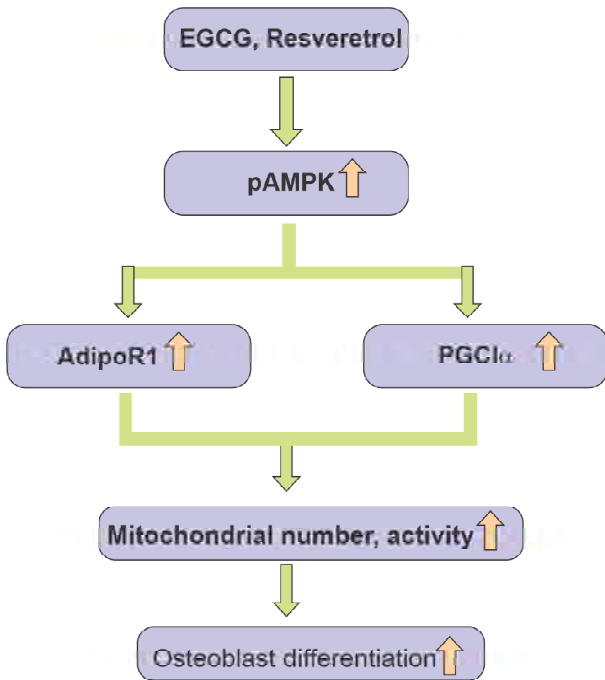 EGCG, Resveretrol
pAMPK
AdipoR1
PGClα
Mitochondrial number, activity
Osteoblast differentiation